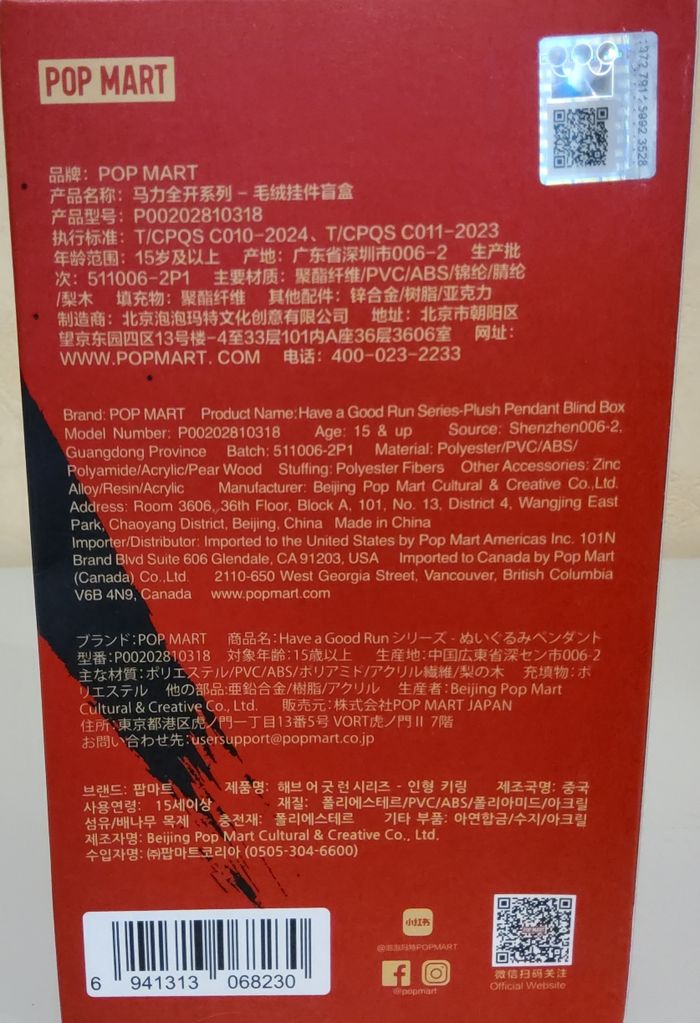 POP MART
1372 7914 5992 3528
品牌：POP MART
产品名称：马力全开系列 – 毛绒挂件盲盒
产品型号：P00202810318
执行标准：T/CPQS C010-2024、T/CPQS C011-2023
年龄范围：15岁及以上 产地：广东省深圳市006-2 生产批
次：511006-2P1 主要材质：聚酯纤维/PVC/ABS/锦纶/腈纶
/梨木 填充物：聚酯纤维 其他配件：锌合金/树脂/亚克力
制造商：北京泡泡玛特文化创意有限公司 地址：北京市朝阳区
望京东园四区13号楼-4至33层101内A座36层3606室 网址：
WWW.POPMART.COM 电话：400-023-2233
Brand: POP MART Product Name:Have a Good Run Series-Plush Pendant Blind Box
Model Number: P00202810318 Age: 15 & up Source: Shenzhen006-2,
Guangdong Province Batch: 511006-2P1 Material: Polyester/PVC/ABS/
Polyamide/Acrylic/Pear Wood Stuffing: Polyester Fibers Other Accessories: Zinc
Alloy/Resin/Acrylic Manufacturer: Beijing Pop Mart Cultural & Creative Co.,Ltd.
Address: Room 3606, 36th Floor, Block A, 101, No. 13, District 4, Wangjing East
Park, Chaoyang District, Beijing, China Made in China
Importer/Distributor: Imported to the United States by Pop Mart Americas Inc. 101N
Brand Blvd Suite 606 Glendale, CA 91203, USA Imported to Canada by Pop Mart
(Canada) Co.,Ltd 2110-650 West Georgia Street, Vancouver, British Columbia
V6B 4N9, Canada www.popmart.com
ブランド:POP MART 商品名:Have a Good Run シリーズ - ぬいぐるみペンダント
型番:P00202810318 対象年齢:15歳以上 生産地:中国広東省深セン市006-2
主な材質:ポリエステル/PVC/ABS/ポリアミド/アクリル繊維/梨の木 充填物:ポ
リエステル 他の部品:亜鉛合金/樹脂/アクリル 生産者:Beijing Pop Mart
Cultural & Creative Co., Ltd. 販売元:株式会社POP MART JAPAN
住所:東京都港区虎ノ門一丁目13番5号 VORT虎ノ門II 7階
お問い合わせ先:usersupport@popmart.co.jp
브랜드: 팝마트 제품명: 해브 어 굿 런 시리즈 - 인형 키링 제조국명: 중국
사용연령: 15세이상 재질: 폴리에스테르/PVC/ABS/폴리아미드/아크릴
섬유/배나무 목재 충전재: 폴리에스테르 기타 부품: 아연합금/수지/아크릴
제조자명: Beijing Pop Mart Cultural & Creative Co., Ltd.
수입자명: ㈜팝마트코리아 (0505-304-6600)
6 941313 068230
小红书
@泡泡玛特POPMART
@popmart
POP MART
微信扫码关注
Official Website